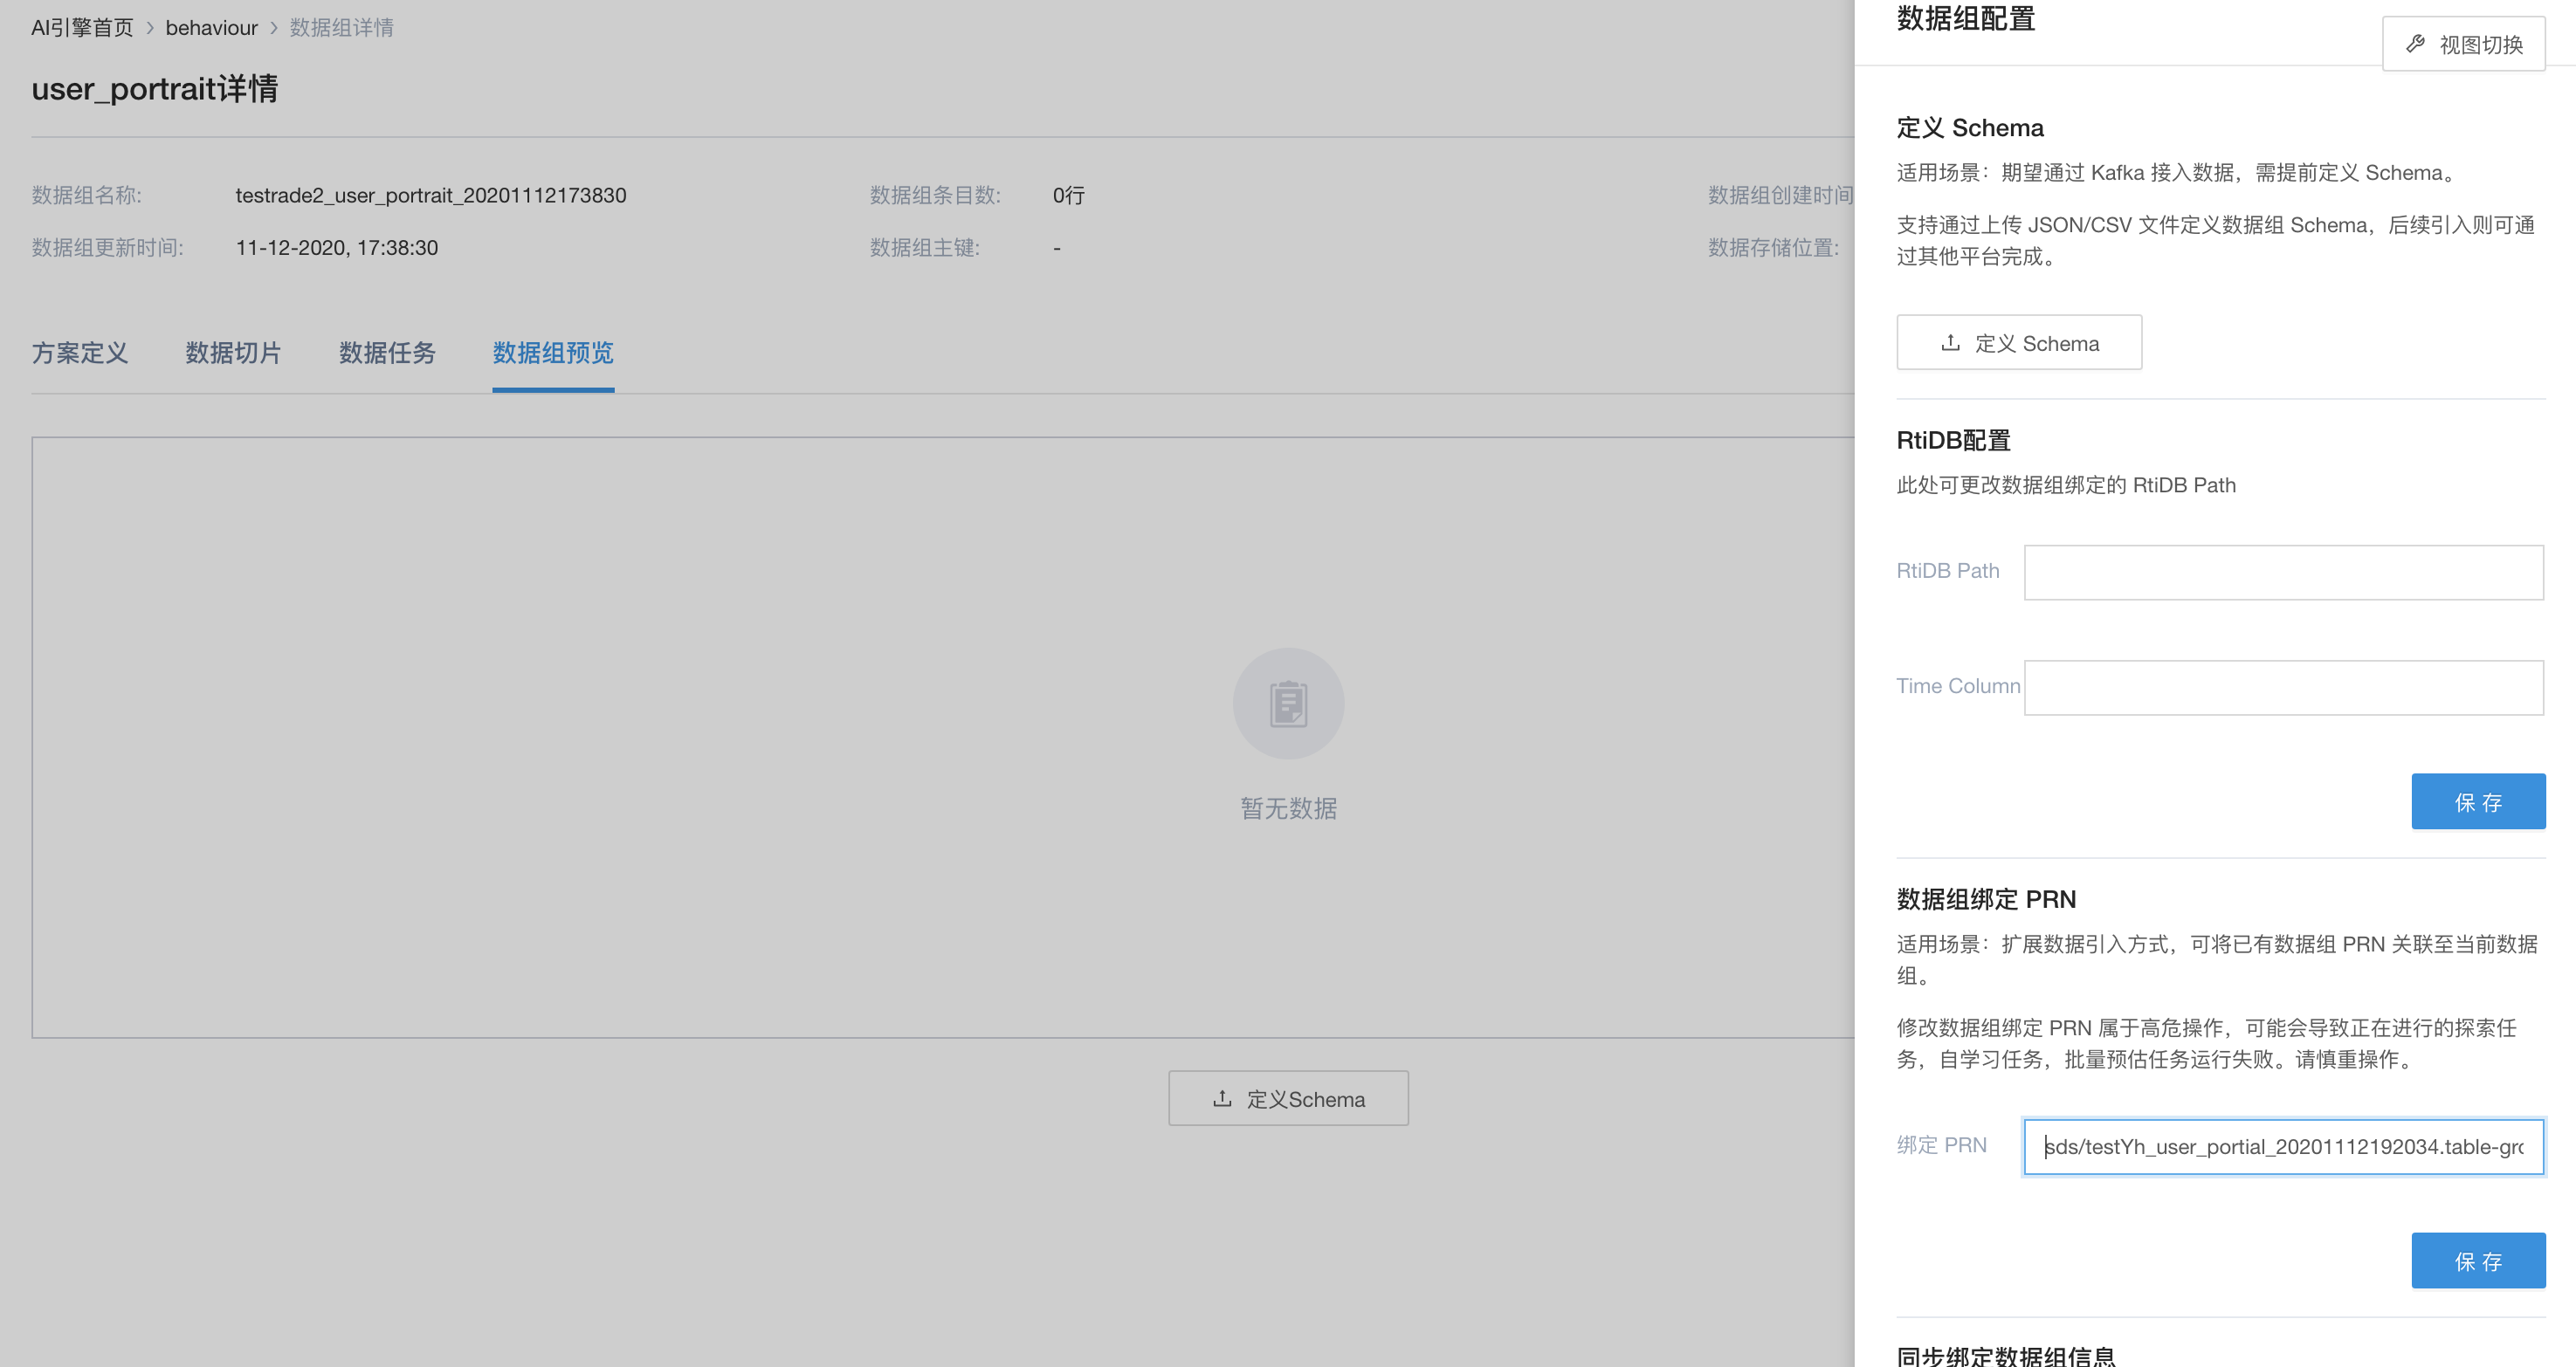 AI引擎首页 > behaviour > 数据组详情
user_portrait详情
数据组名称: testrade2_user_portrait_20201112173830 数据组条目数: 0行 数据组创建时间
数据组更新时间: 11-12-2020, 17:38:30 数据组主键: - 数据存储位置:
方案定义 数据切片 数据任务 数据组预览
暂无数据
定义Schema
数据组配置
视图切换
定义 Schema
适用场景：期望通过 Kafka 接入数据，需提前定义 Schema。
支持通过上传 JSON/CSV 文件定义数据组 Schema，后续引入则可通
过其他平台完成。
定义 Schema
RtiDB配置
此处可更改数据组绑定的 RtiDB Path
RtiDB Path
Time Column
保 存
数据组绑定 PRN
适用场景：扩展数据引入方式，可将已有数据组 PRN 关联至当前数据
组。
修改数据组绑定 PRN 属于高危操作，可能会导致正在进行的探索任
务，自学习任务，批量预估任务运行失败。请慎重操作。
绑定 PRN sds/testYh_user_portial_20201112192034.table-gro
保 存
同步绑定数据组信息